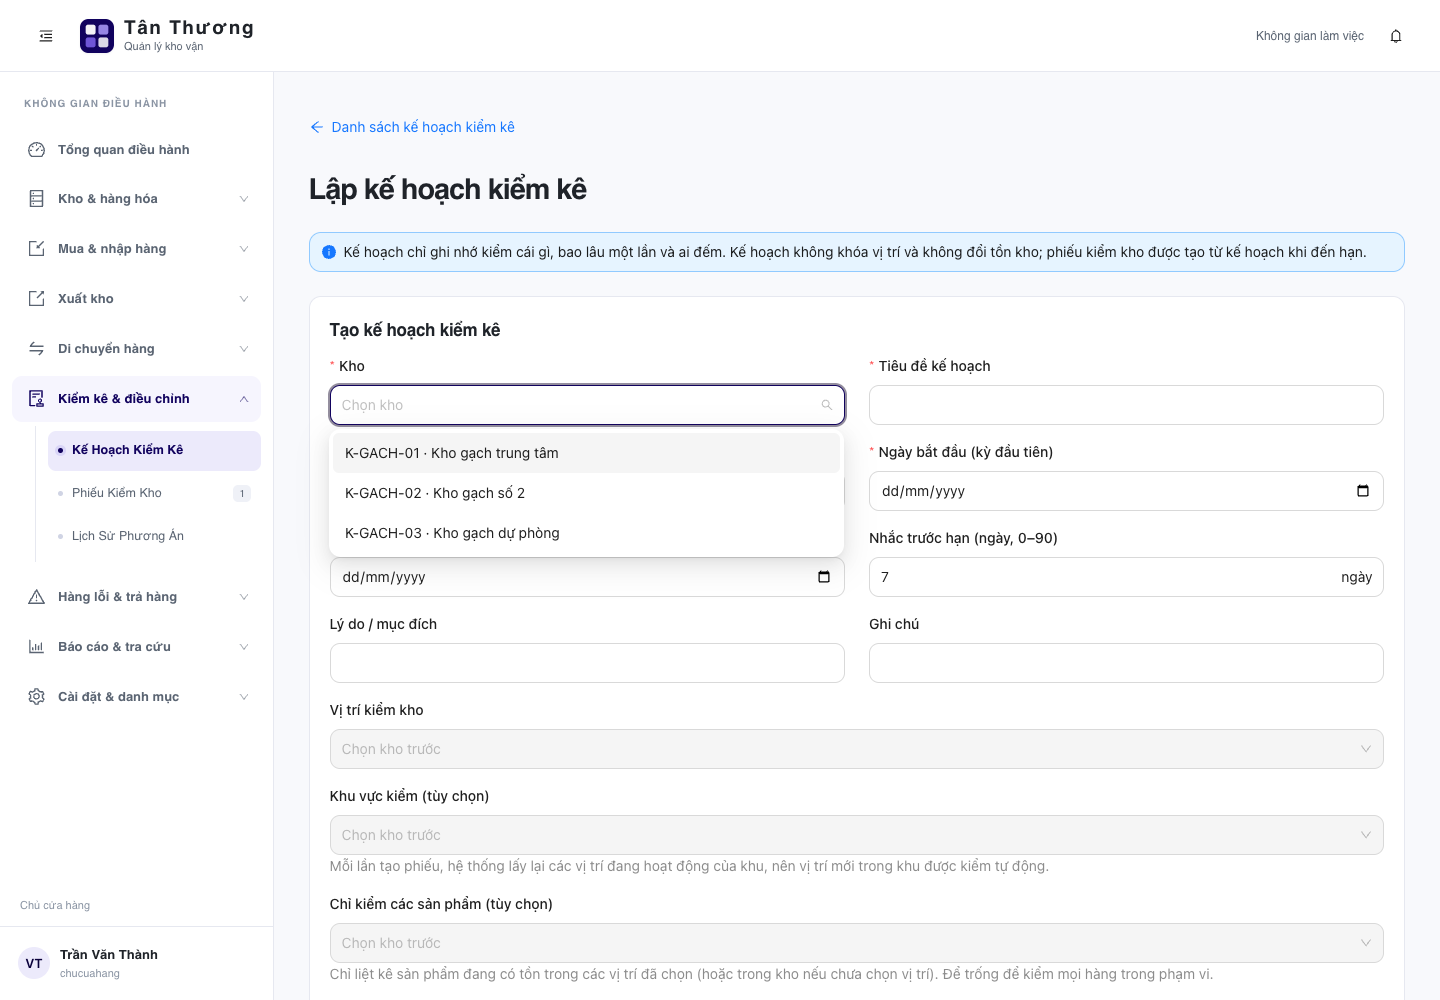 Tân Thương
Quản lý kho vận
Không gian làm việc
KHÔNG GIAN ĐIỀU HÀNH
Tổng quan điều hành
Kho & hàng hóa
Mua & nhập hàng
Xuất kho
Di chuyển hàng
Kiểm kê & điều chỉnh
Kế Hoạch Kiểm Kê
Phiếu Kiểm Kho
1
Lịch Sử Phương Án
Hàng lỗi & trả hàng
Báo cáo & tra cứu
Cài đặt & danh mục
Chủ cửa hàng
VT
Trần Văn Thành
chucuahang
Danh sách kế hoạch kiểm kê
Lập kế hoạch kiểm kê
Kế hoạch chỉ ghi nhớ kiểm cái gì, bao lâu một lần và ai đếm. Kế hoạch không khóa vị trí và không đổi tồn kho; phiếu kiểm kho được tạo từ kế hoạch khi đến hạn.
Tạo kế hoạch kiểm kê
* Kho
Chọn kho
K-GACH-01 · Kho gạch trung tâm
K-GACH-02 · Kho gạch số 2
K-GACH-03 · Kho gạch dự phòng
dd/mm/yyyy
* Tiêu đề kế hoạch
* Ngày bắt đầu (kỳ đầu tiên)
dd/mm/yyyy
Nhắc trước hạn (ngày, 0–90)
7 ngày
Lý do / mục đích
Ghi chú
Vị trí kiểm kho
Chọn kho trước
Khu vực kiểm (tùy chọn)
Chọn kho trước
Mỗi lần tạo phiếu, hệ thống lấy lại các vị trí đang hoạt động của khu, nên vị trí mới trong khu được kiểm tự động.
Chỉ kiểm các sản phẩm (tùy chọn)
Chọn kho trước
Chỉ liệt kê sản phẩm đang có tồn trong các vị trí đã chọn (hoặc trong kho nếu chưa chọn vị trí). Để trống để kiểm mọi hàng trong phạm vi.